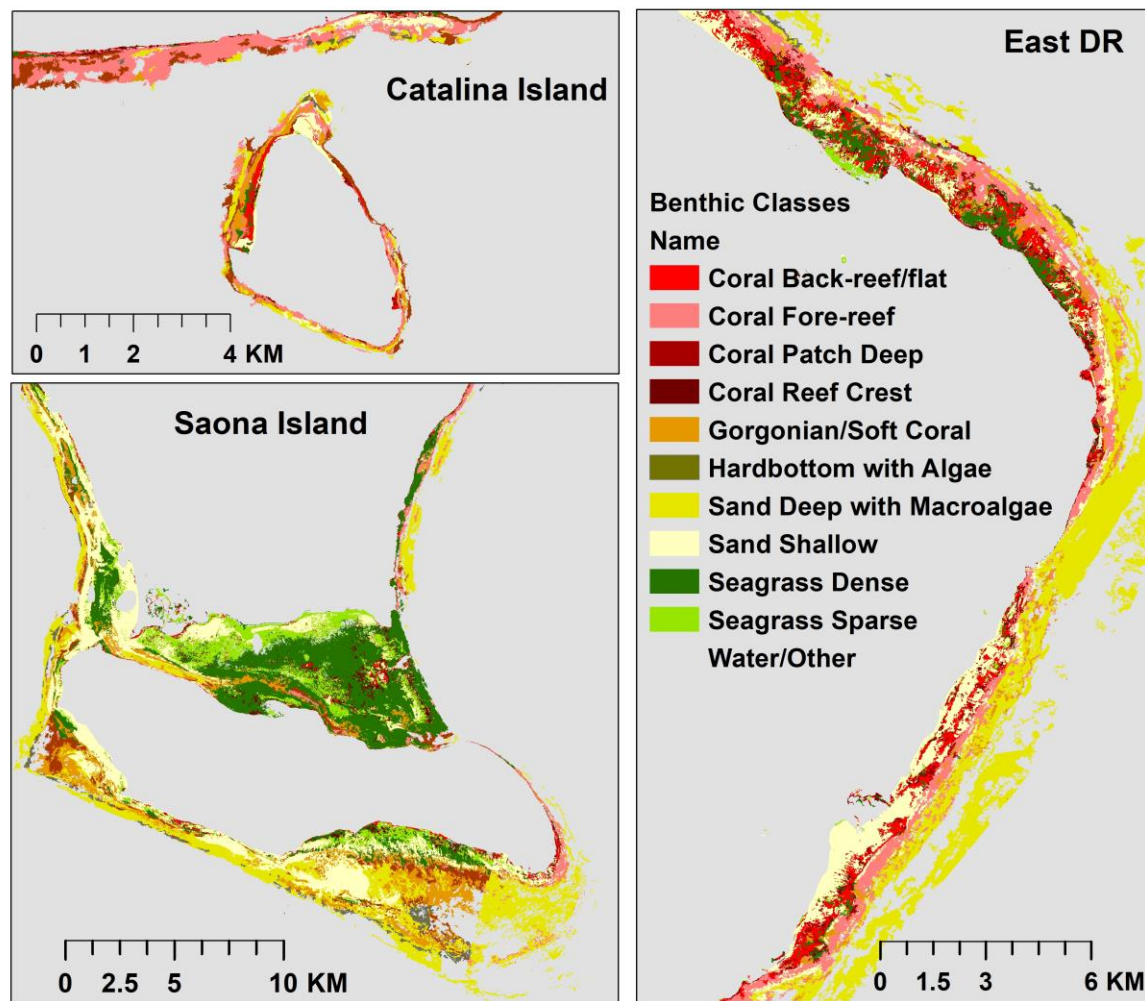 Catalina Island
0 1 2 4 KM
Saona Island
0 2.5 5 10 KM
East DR
Benthic Classes
Name
Coral Back-reef/flat
Coral Fore-reef
Coral Patch Deep
Coral Reef Crest
Gorgonian/Soft Coral
Hardbottom with Algae
Sand Deep with Macroalgae
Sand Shallow
Seagrass Dense
Seagrass Sparse
Water/Other
0 1.5 3 6 KM